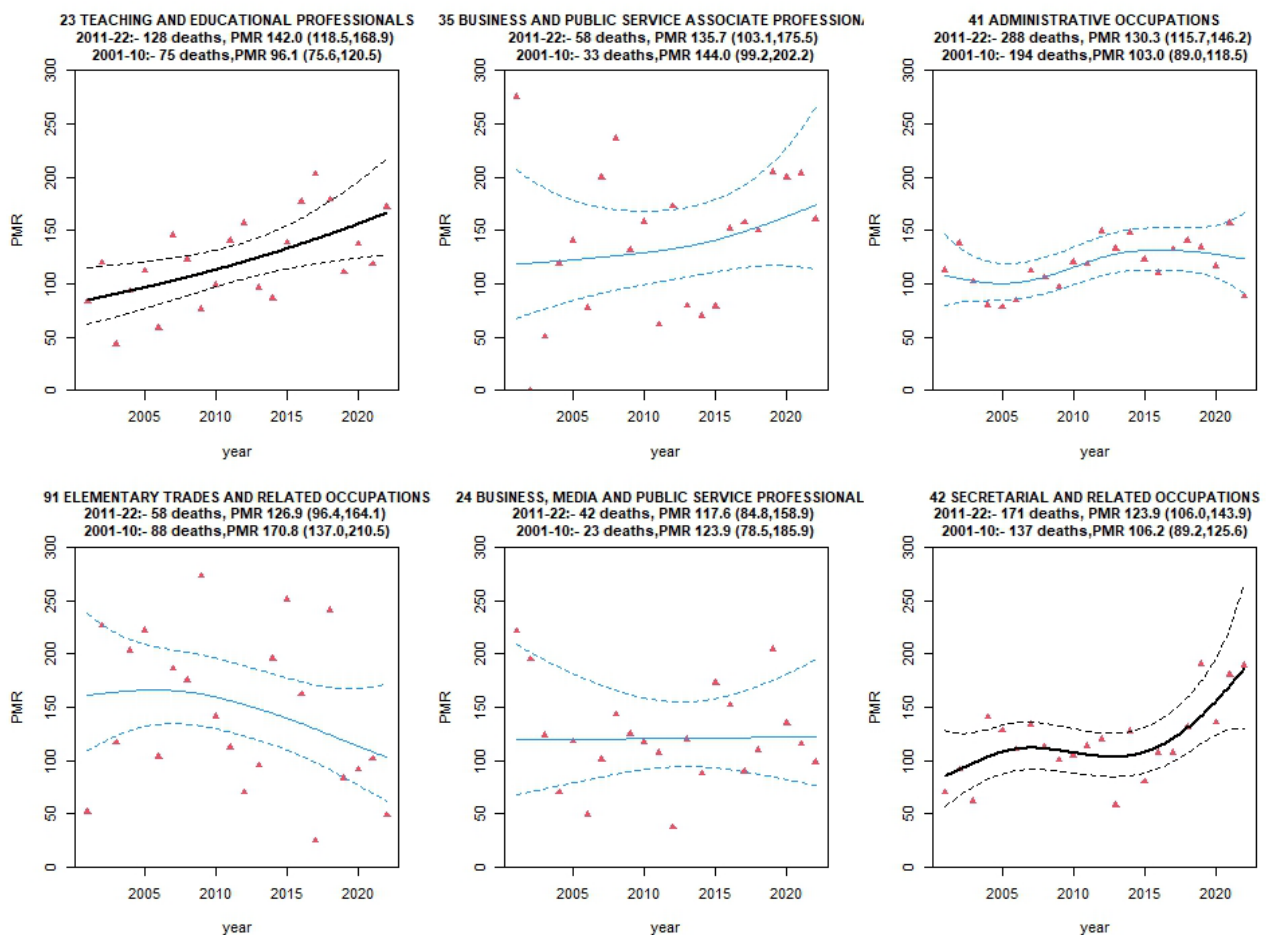 23 TEACHING AND EDUCATIONAL PROFESSIONALS
2011-22:- 128 deaths, PMR 142.0 (118.5,168.9)
2001-10:- 75 deaths,PMR 96.1 (75.6,120.5)
300
250
200
150
100
50
0
PMR
2005 2010 2015 2020
year
35 BUSINESS AND PUBLIC SERVICE ASSOCIATE PROFESSIONA
2011-22:- 58 deaths, PMR 135.7 (103.1,175.5)
2001-10:- 33 deaths,PMR 144.0 (99.2,202.2)
300
250
200
150
100
50
0
PMR
2005 2010 2015 2020
year
41 ADMINISTRATIVE OCCUPATIONS
2011-22:- 288 deaths, PMR 130.3 (115.7,146.2)
2001-10:- 194 deaths,PMR 103.0 (89.0,118.5)
300
250
200
150
100
50
0
PMR
2005 2010 2015 2020
year
91 ELEMENTARY TRADES AND RELATED OCCUPATIONS
2011-22:- 58 deaths, PMR 126.9 (96.4,164.1)
2001-10:- 88 deaths,PMR 170.8 (137.0,210.5)
300
250
200
150
100
50
0
PMR
2005 2010 2015 2020
year
24 BUSINESS, MEDIA AND PUBLIC SERVICE PROFESSIONAL
2011-22:- 42 deaths, PMR 117.6 (84.8,158.9)
2001-10:- 23 deaths,PMR 123.9 (78.5,185.9)
300
250
200
150
100
50
0
PMR
2005 2010 2015 2020
year
42 SECRETARIAL AND RELATED OCCUPATIONS
2011-22:- 171 deaths, PMR 123.9 (106.0,143.9)
2001-10:- 137 deaths,PMR 106.2 (89.2,125.6)
300
250
200
150
100
50
0
PMR
2005 2010 2015 2020
year